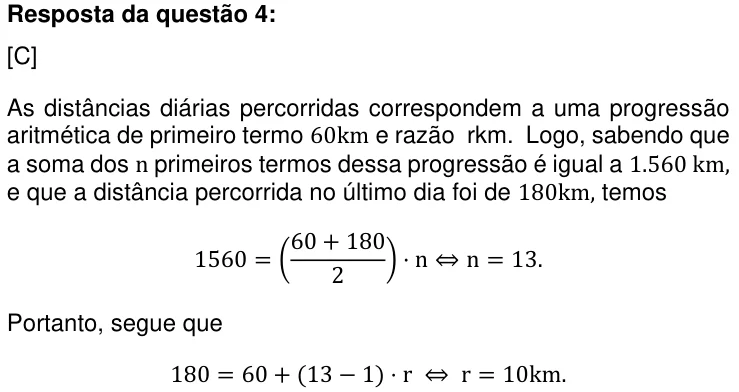 Resposta da questão 4:
[C]
As distâncias diárias percorridas correspondem a uma progressão
aritmética de primeiro termo 60km e razão rkm. Logo, sabendo que
a soma dos n primeiros termos dessa progressão é igual a 1.560 km,
e que a distância percorrida no último dia foi de 180km, temos
1560 = ((60 + 180)/2) · n ⇔ n = 13.
Portanto, segue que
180 = 60 + (13 − 1) · r ⇔ r = 10km.